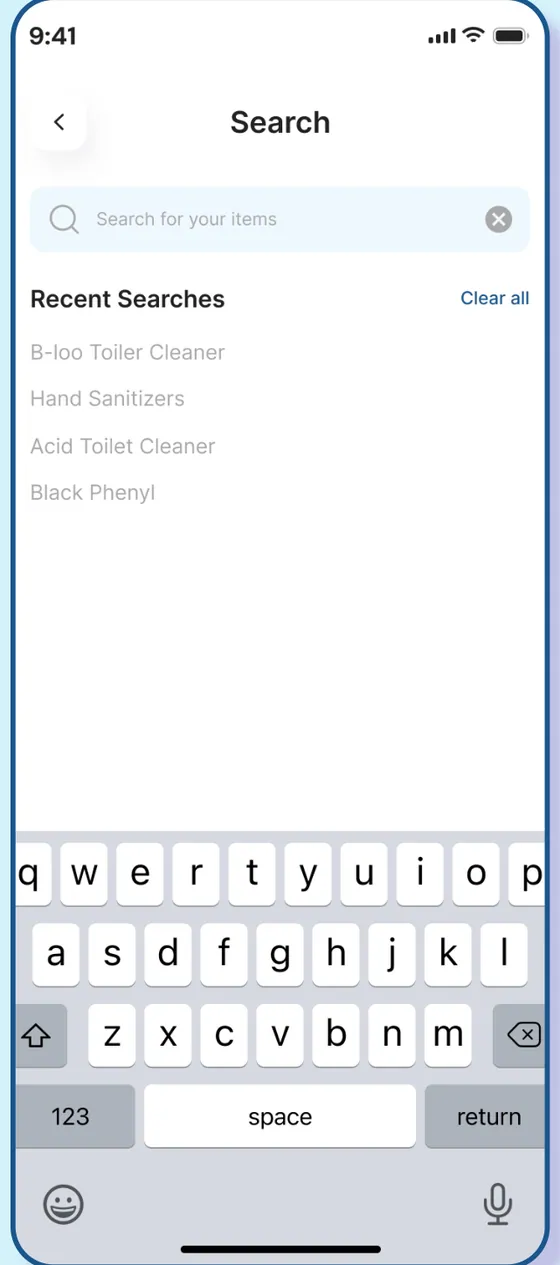 9:41
Search
Search for your items
Recent Searches
Clear all
B-loo Toiler Cleaner
Hand Sanitizers
Acid Toilet Cleaner
Black Phenyl
q w e r t y u i o p
a s d f g h j k l
z x c v b n m
123 space return